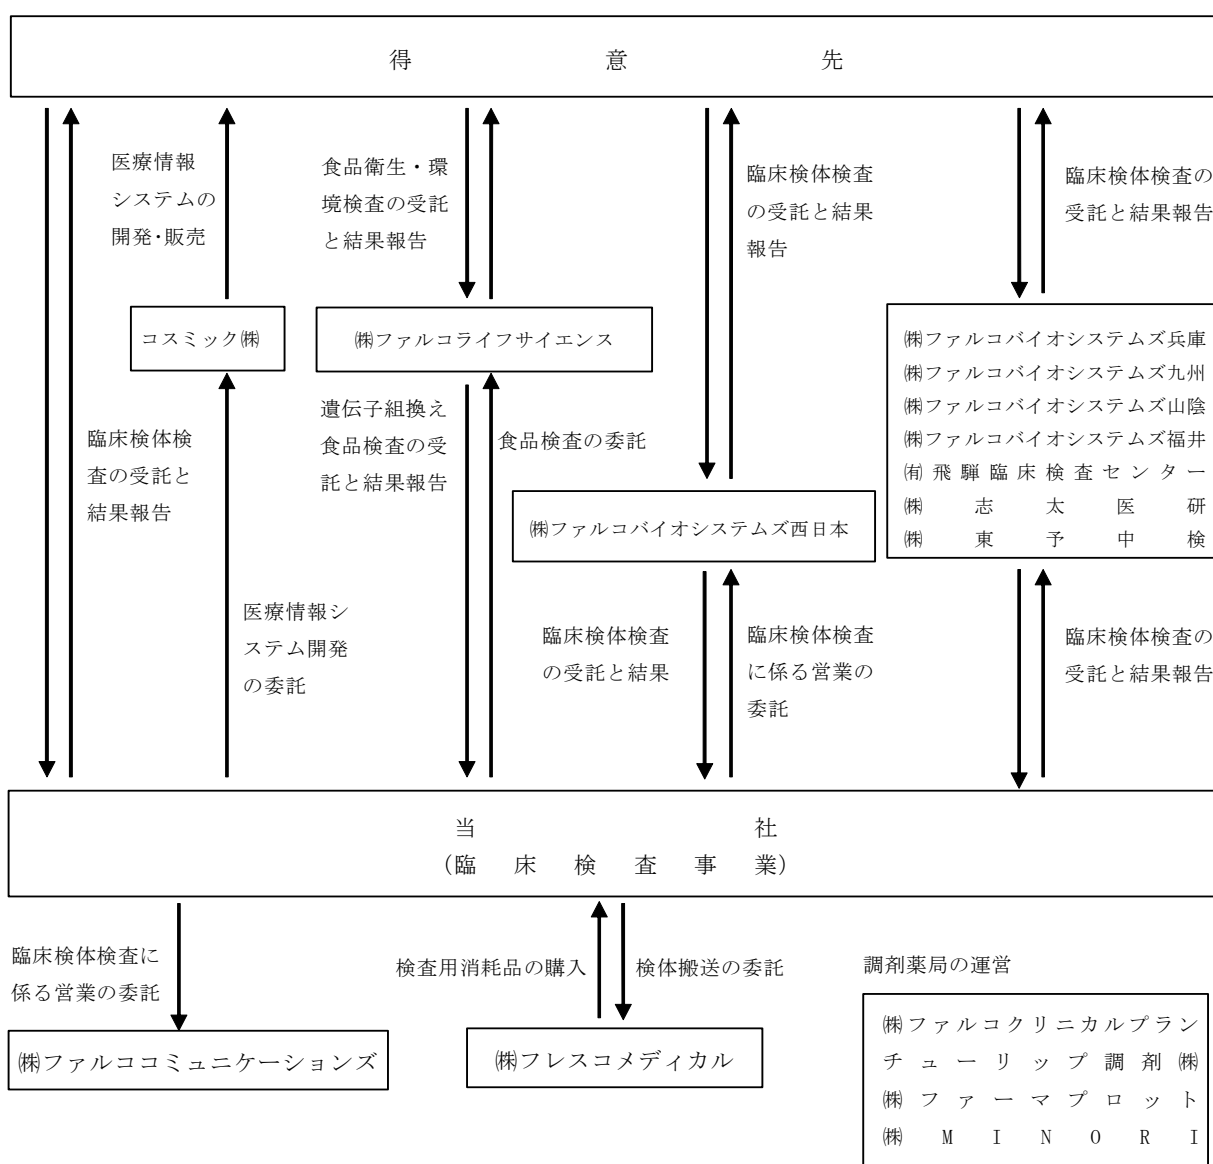 得意先
医療情報
システムの
開発・販売
食品衛生・環
境検査の受託
と結果報告
臨床検体検査
の受託と結果
報告
臨床検体検査の
受託と結果報告
コスミック㈱
㈱ファルコライフサイエンス
㈱ファルコバイオシステムズ兵庫
㈱ファルコバイオシステムズ九州
㈱ファルコバイオシステムズ山陰
㈱ファルコバイオシステムズ福井
㈲飛騨臨床検査センター
㈱志太医研
㈱東予中検
臨床検体検
査の受託と
結果報告
遺伝子組換え
食品検査の受
託と結果報告
食品検査の委託
㈱ファルコバイオシステムズ西日本
医療情報シ
ステム開発
の委託
臨床検体検査
の受託と結果
臨床検体検査
に係る営業の
委託
臨床検体検査の
受託と結果報告
当社
(臨床検査事業)
臨床検体検査に
係る営業の委託
検査用消耗品の購入
検体搬送の委託
調剤薬局の運営
㈱ファルココミュニケーションズ
㈱フレスコメディカル
㈱ファルコクリニカルプラン
チューリップ調剤㈱
㈱ファーマプロット
㈱MINORI